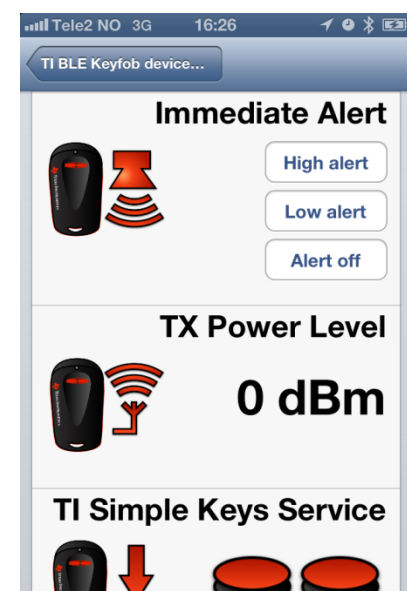 Tele2 NO 3G 16:26
TI BLE Keyfob device...
Immediate Alert
High alert
Low alert
Alert off
TX Power Level
0 dBm
TI Simple Keys Service